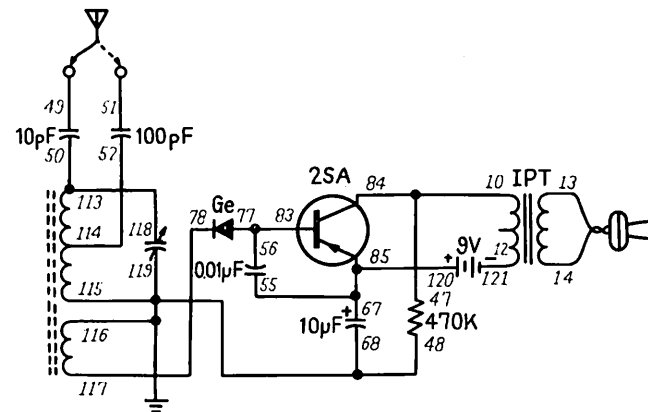 49 51
10pF 100pF
50 52
113 118
114
119
115
116
117
78 Ge 77 83
56
0.01μF
55
2SA
84
85
10 IPT 13
12
9V
+ −
120 121
14
+ 67
10μF
68
47
470K
48